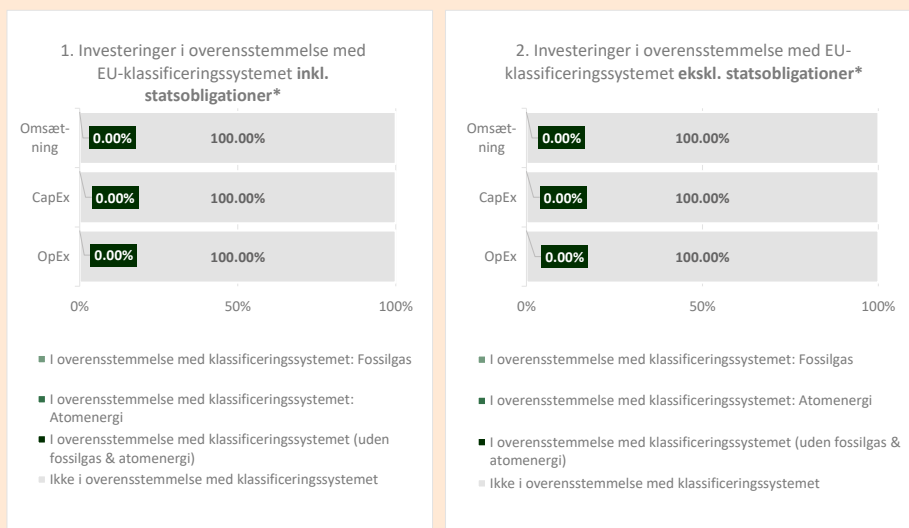 1. Investeringer i overensstemmelse med
EU-klassificeringssystemet inkl.
statsobligationer*
Omsæt-
ning
0.00%
100.00%
CapEx
0.00%
100.00%
OpEx
0.00%
100.00%
0%
50%
100%
I overensstemmelse med klassificeringssystemet: Fossilgas
I overensstemmelse med klassificeringssystemet:
Atomenergi
I overensstemmelse med klassificeringssystemet (uden
fossilgas & atomenergi)
Ikke i overensstemmelse med klassificeringssystemet
2. Investeringer i overensstemmelse med EU-
klassificeringssystemet ekskl. statsobligationer*
Omsæt-
ning
0.00%
100.00%
CapEx
0.00%
100.00%
OpEx
0.00%
100.00%
0%
50%
100%
I overensstemmelse med klassificeringssystemet: Fossilgas
I overensstemmelse med klassificeringssystemet: Atomenergi
I overensstemmelse med klassificeringssystemet (uden fossilgas &
atomenergi)
Ikke i overensstemmelse med klassificeringssystemet